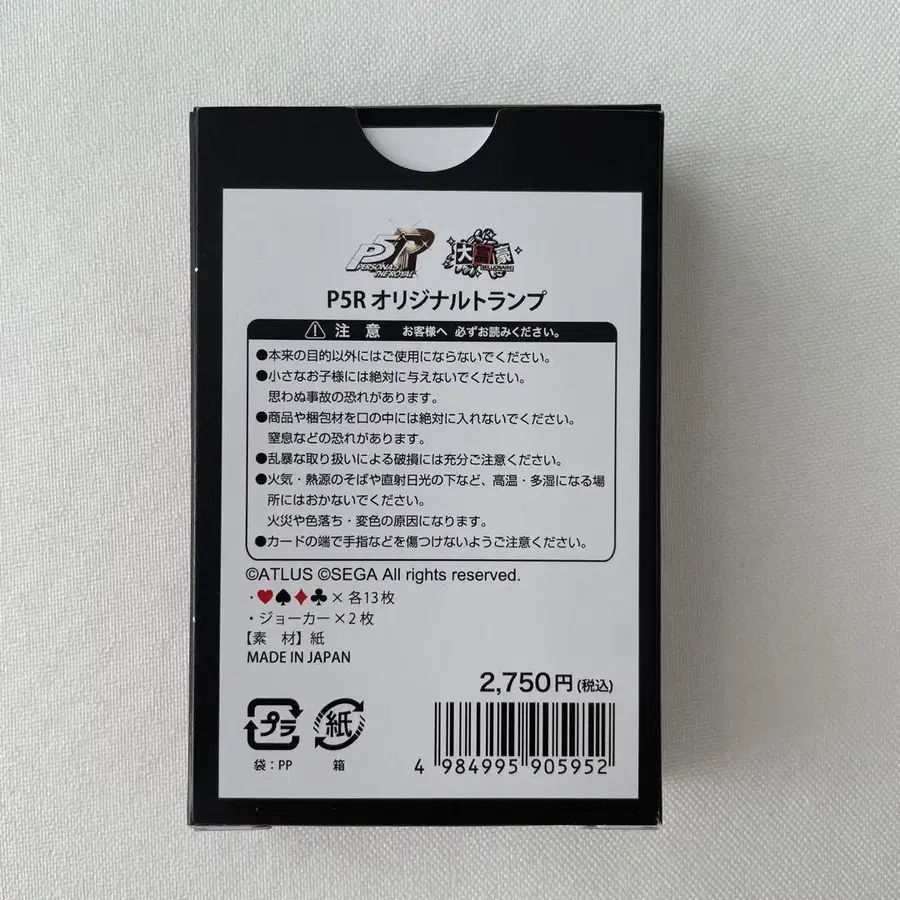 P5R
PERSONA5
THE ROYAL
大富豪
MILLIONAIRE
P5R オリジナルトランプ
注 意 お客様へ 必ずお読みください。
●本来の目的以外にはご使用にならないでください。
●小さなお子様には絶対に与えないでください。
思わぬ事故の恐れがあります。
●商品や梱包材を口の中には絶対に入れないでください。
窒息などの恐れがあります。
●乱暴な取り扱いによる破損には充分ご注意ください。
●火気・熱源のそばや直射日光の下など、高温・多湿になる場
所にはおかないでください。
火災や色落ち・変色の原因になります。
●カードの端で手指などを傷つけないようご注意ください。
©ATLUS ©SEGA All rights reserved.
・♥♠♦♣×各13枚
・ジョーカー×2枚
【素 材】紙
MADE IN JAPAN
2,750円(税込)
プラ
紙
袋：PP
箱
4 984995 905952